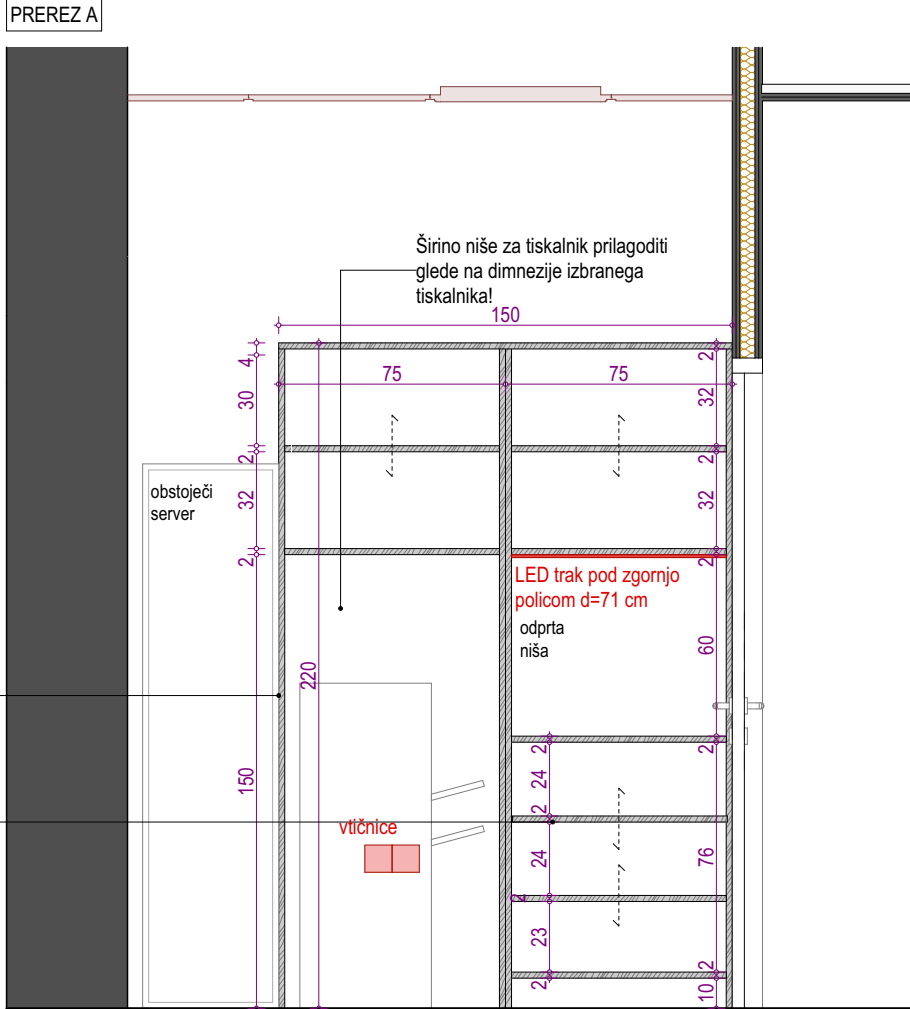 PREREZ A
Širino niše za tiskalnik prilagoditi
glede na dimnezije izbranega
tiskalnika!
150
4
75
75
2
30
32
2
2
obstoječi
server
32
32
2
2
LED trak pod zgornjo
policom d=71 cm
odprta
niša
60
220
2
2
150
24
2
vtičnice
24
76
23
2
2
10